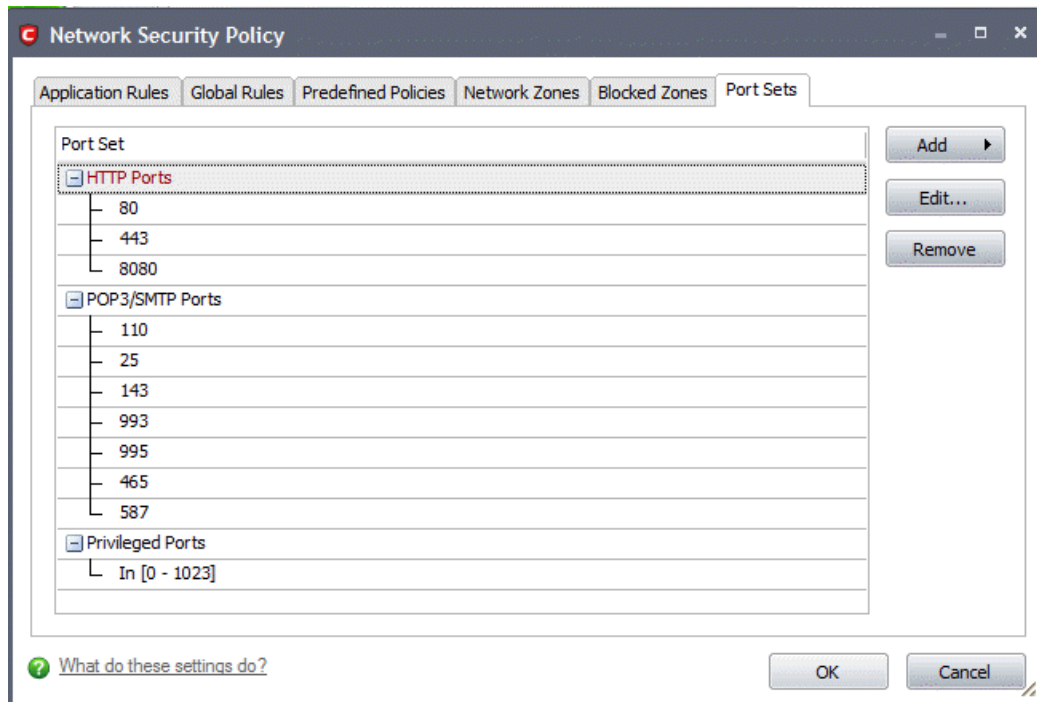 Network Security Policy
Application Rules Global Rules Predefined Policies Network Zones Blocked Zones Port Sets
Port Set
Add
HTTP Ports
Edit...
80
443
Remove
8080
POP3/SMTP Ports
110
25
143
993
995
465
587
Privileged Ports
In [0 - 1023]
What do these settings do?
OK Cancel